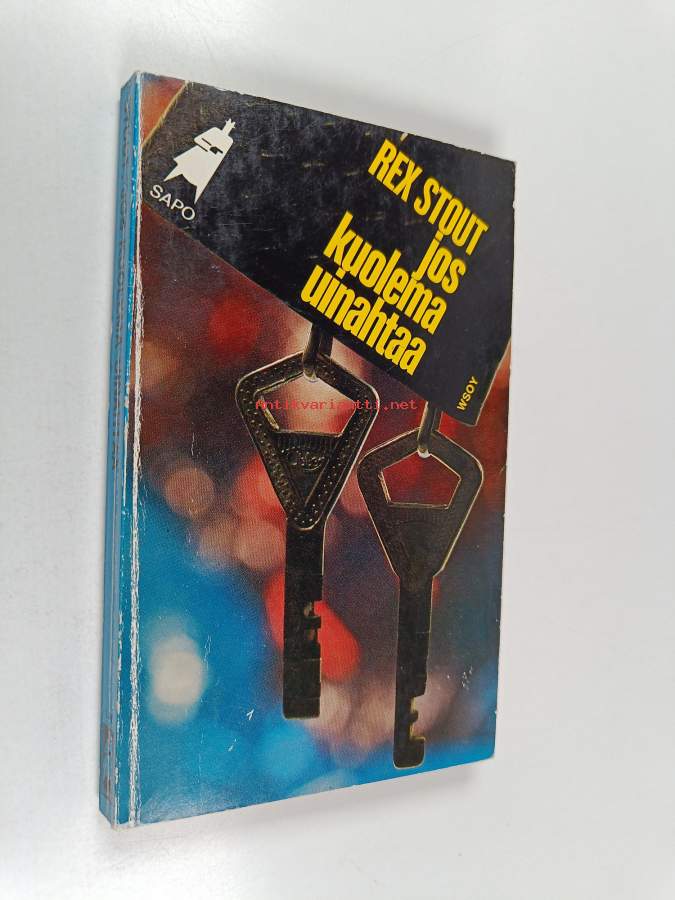 SAPO
REX STOUT
jos
kuolema
uinahtaa
WSOY
Antikvariaatti.net